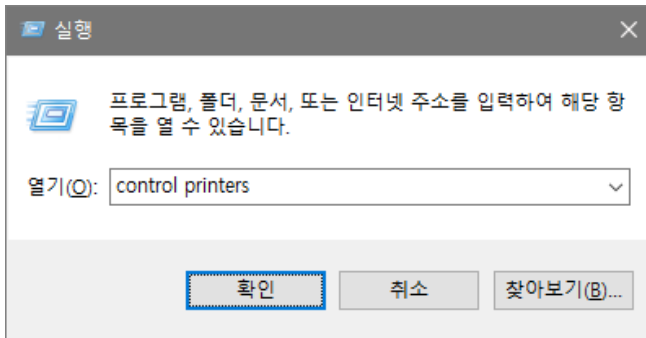 실행
프로그램, 폴더, 문서, 또는 인터넷 주소를 입력하여 해당 항
목을 열 수 있습니다.
열기(O): control printers
확인 취소 찾아보기(B)...